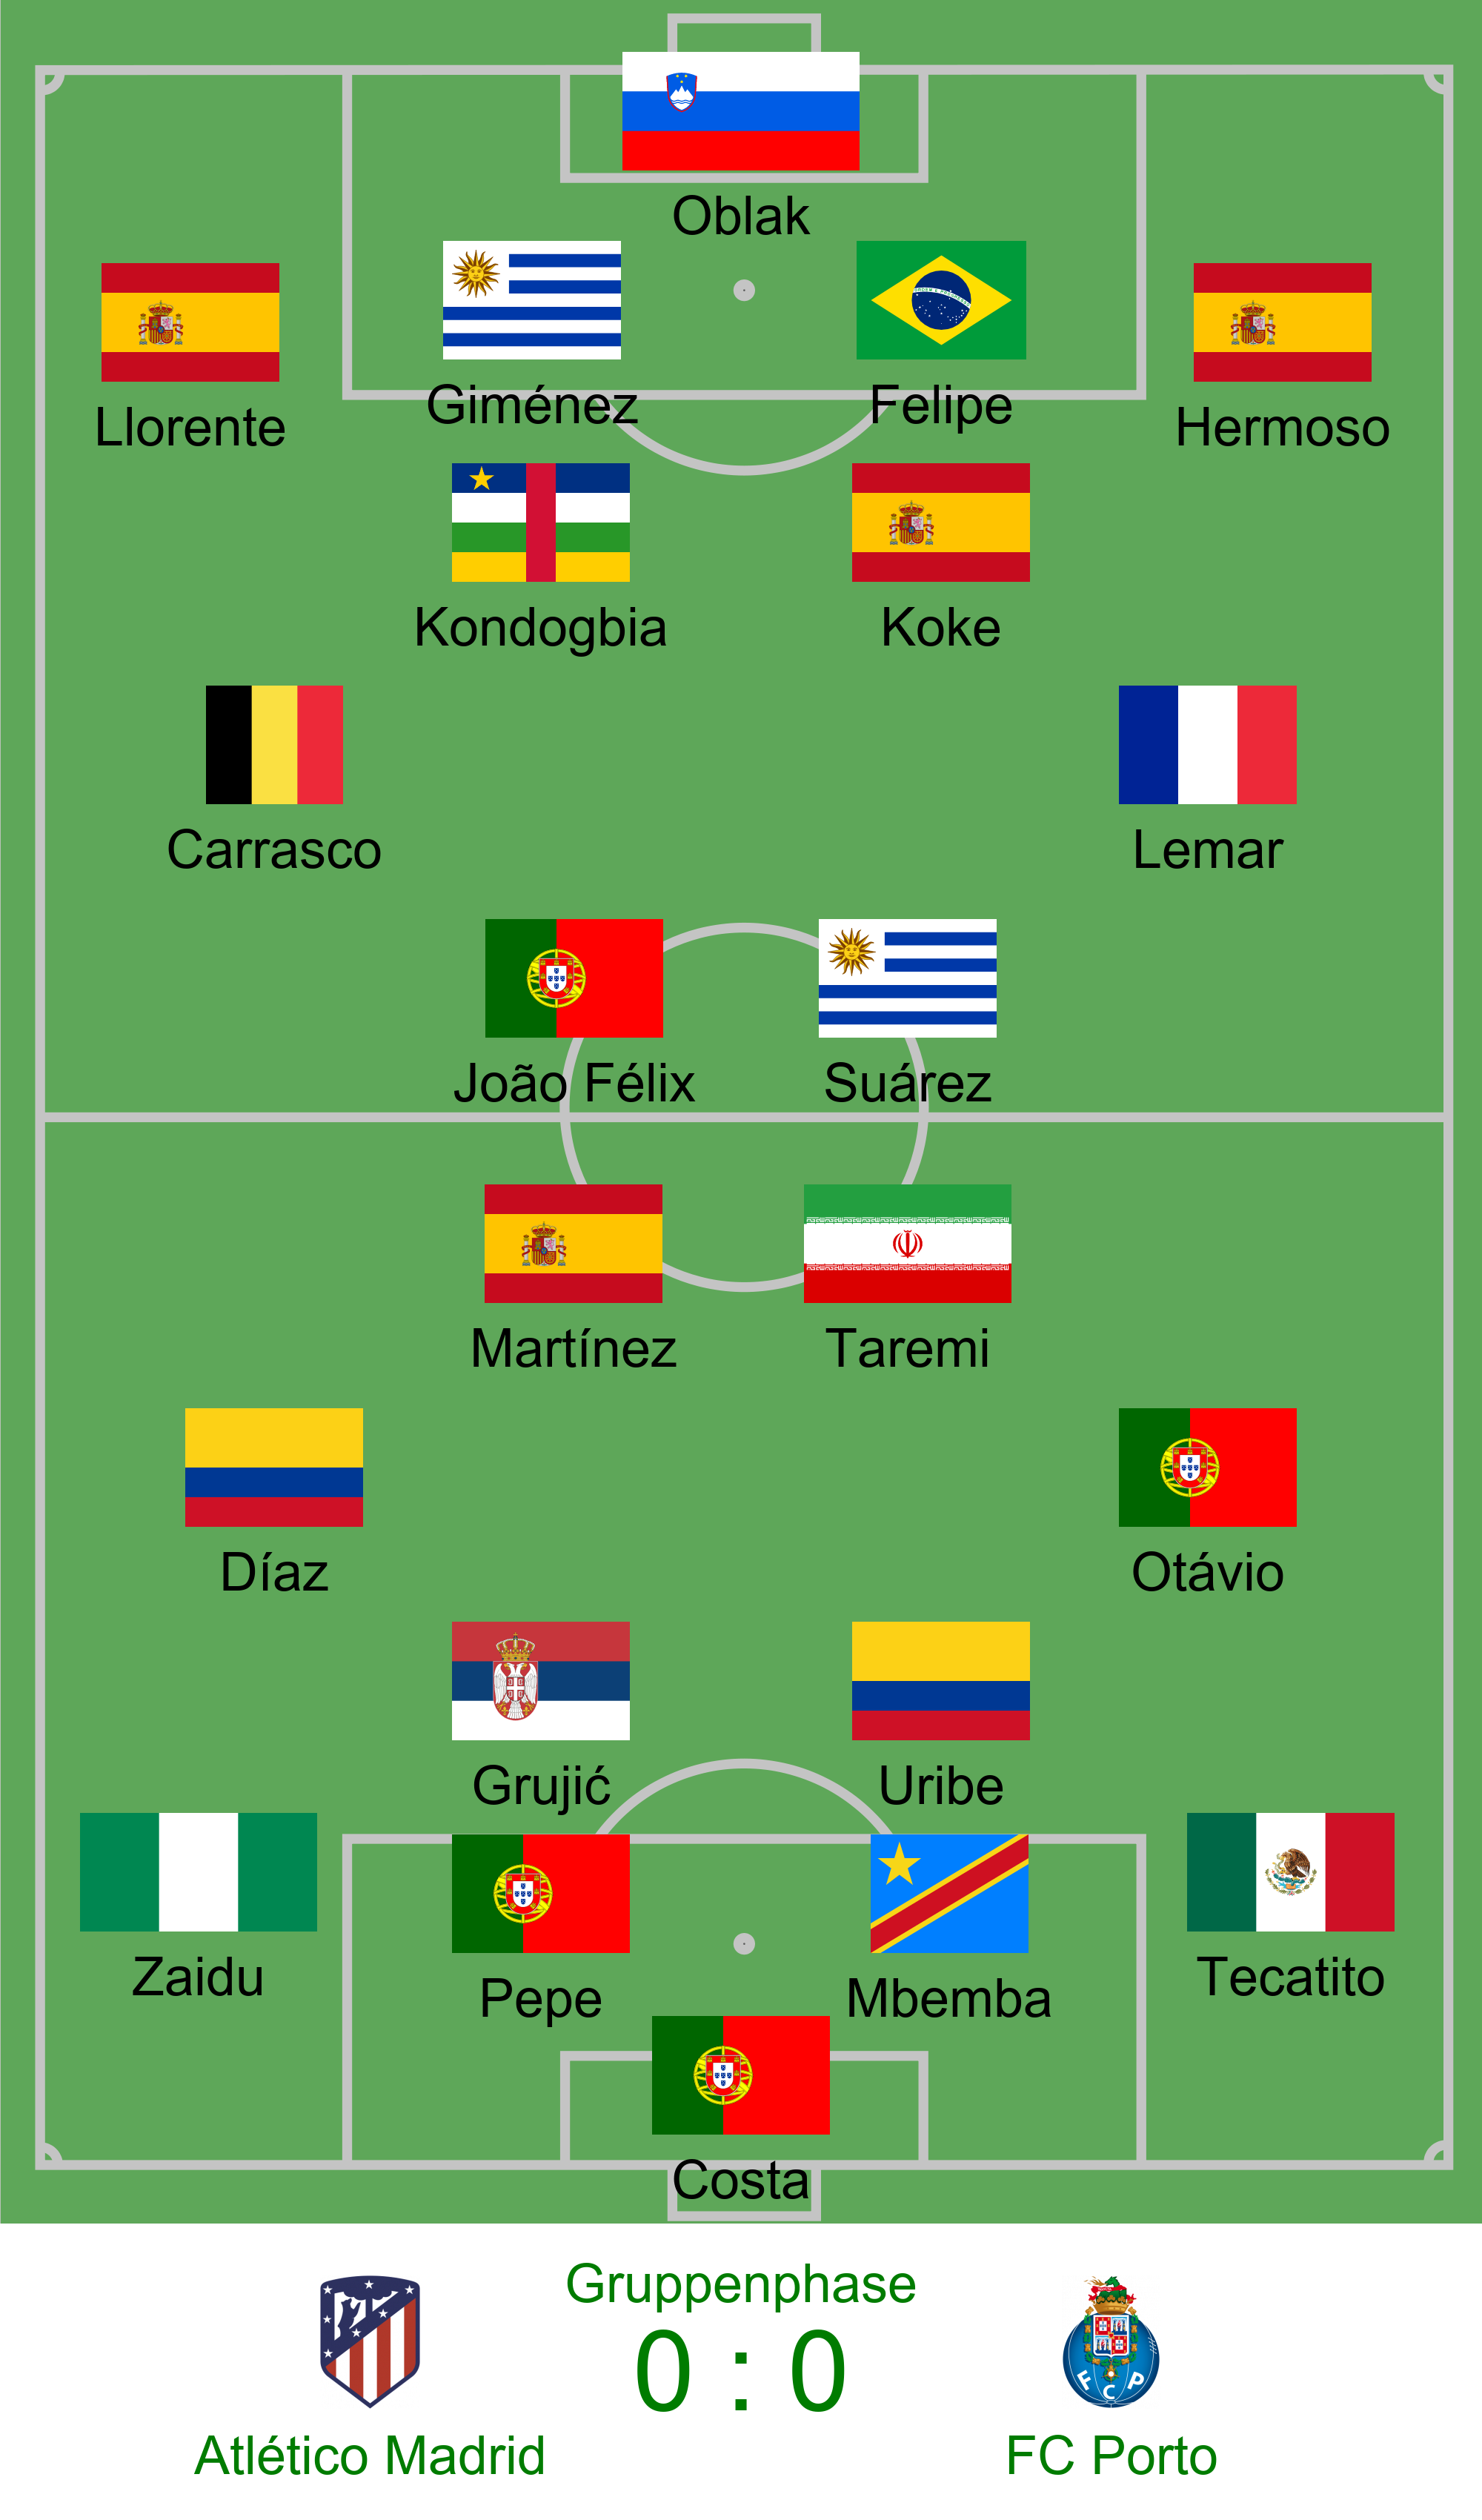 Oblak
Giménez
Felipe
Llorente
Hermoso
Kondogbia
Koke
Carrasco
Lemar
João Félix
Suárez
Martínez
Taremi
Díaz
Otávio
Grujić
Uribe
Zaidu
Tecatito
Pepe
Mbemba
Costa
Gruppenphase
0 : 0
F C P
Atlético Madrid
FC Porto